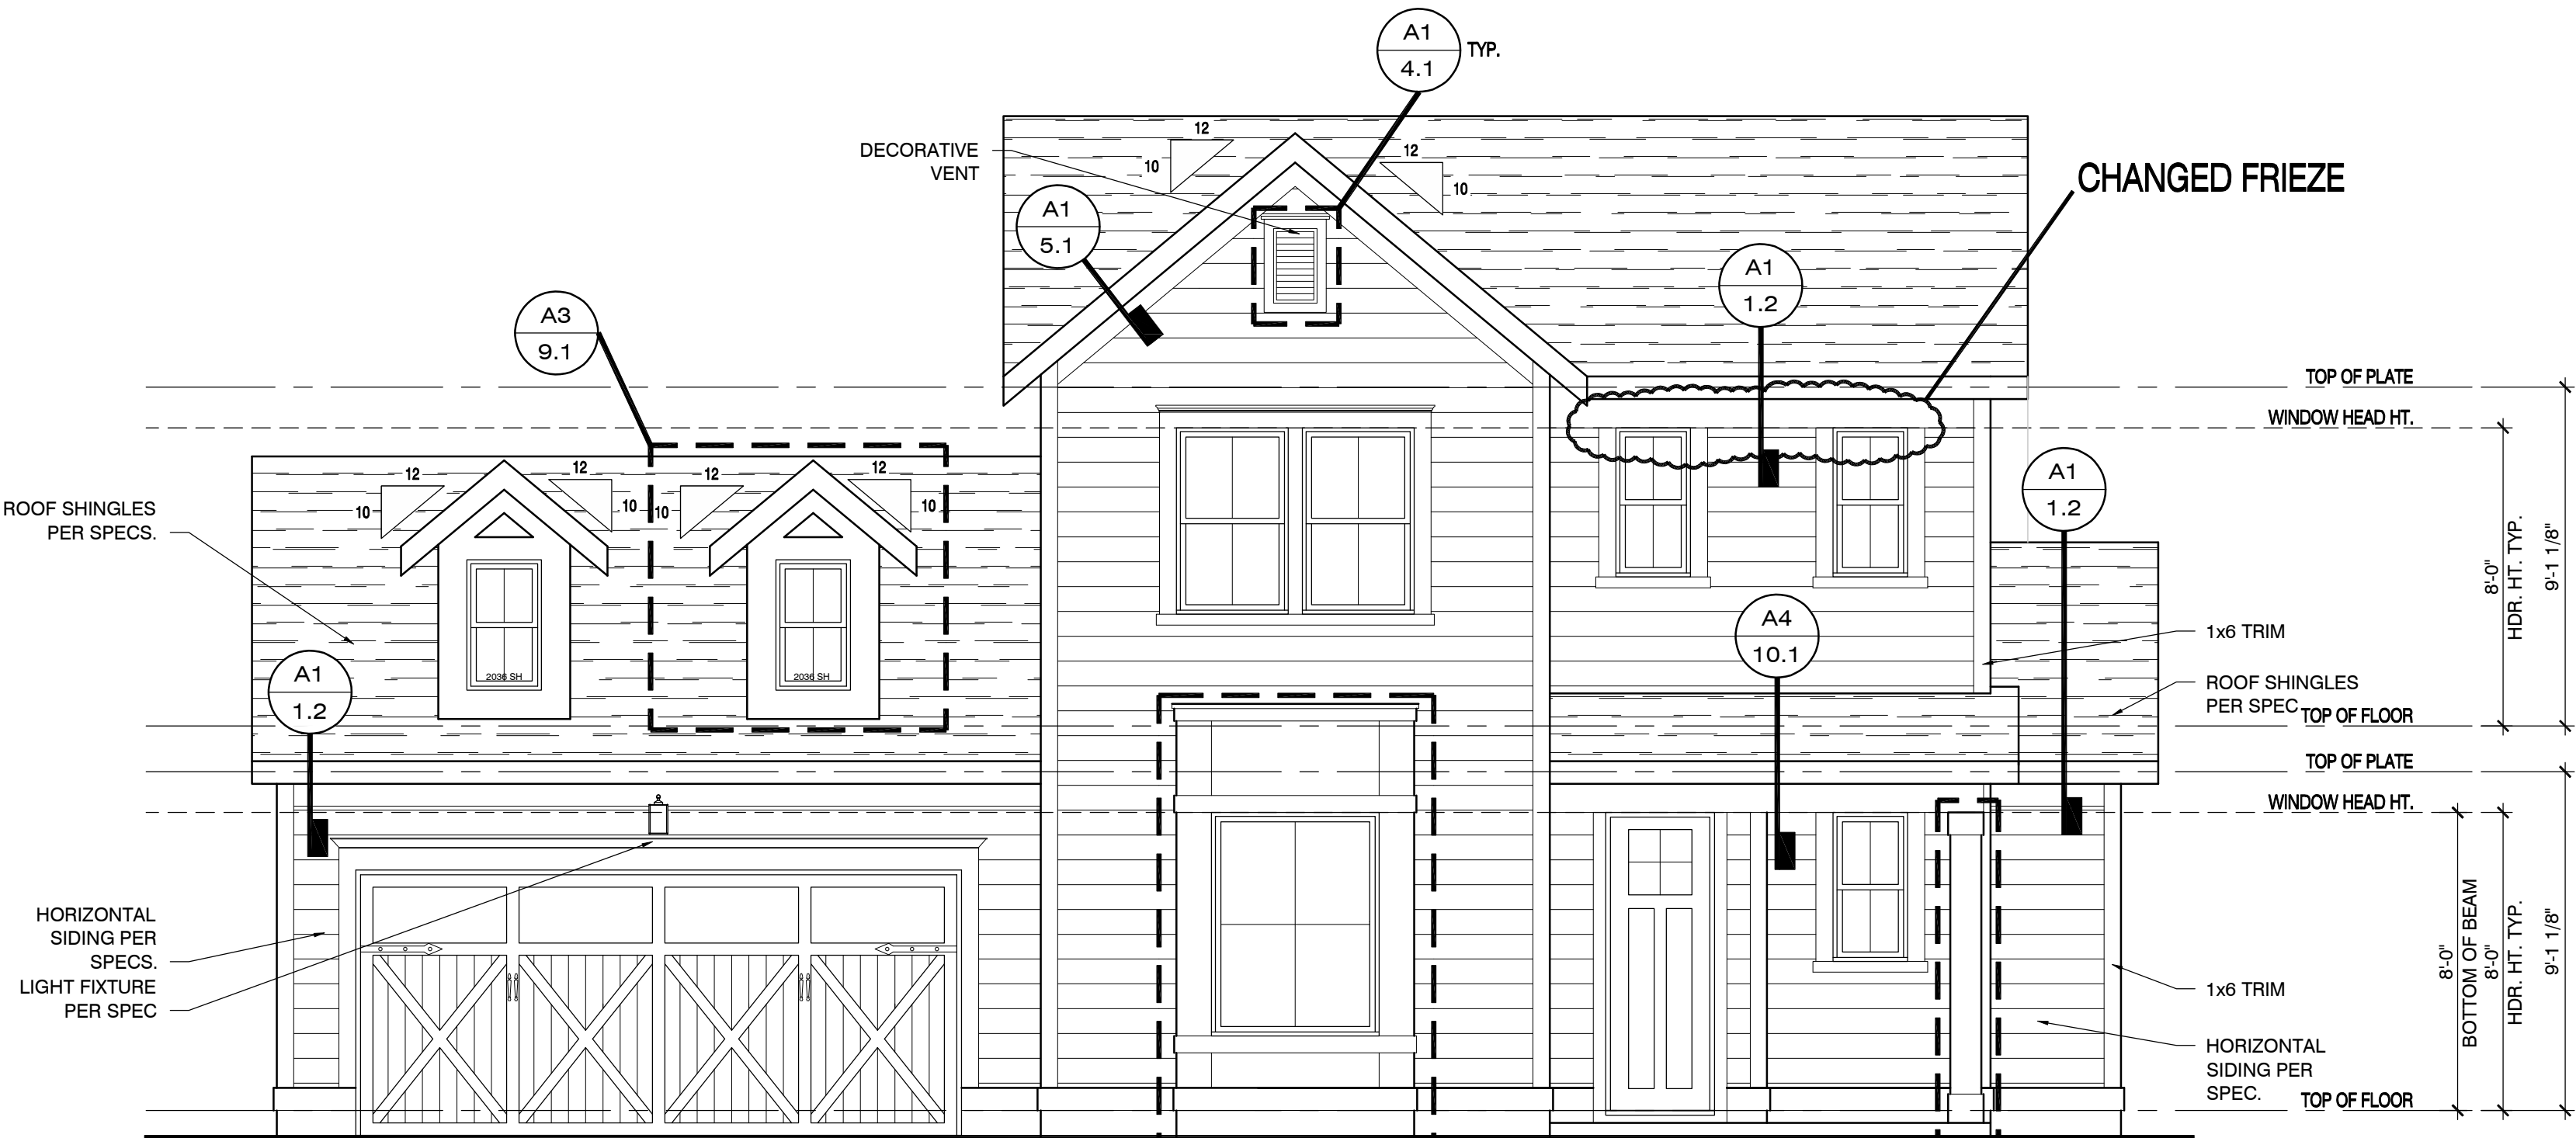 A1
4.1
TYP.
DECORATIVE
VENT
12
10
12
10
CHANGED FRIEZE
A1
5.1
A1
1.2
A3
9.1
TOP OF PLATE
WINDOW HEAD HT.
12
10
12
10
12
10
12
10
A1
1.2
ROOF SHINGLES
PER SPECS.
8'-0"
HDR. HT. TYP.
9'-1 1/8"
A4
10.1
1x6 TRIM
2036 SH
2036 SH
A1
1.2
ROOF SHINGLES
PER SPEC
TOP OF FLOOR
TOP OF PLATE
WINDOW HEAD HT.
HORIZONTAL
SIDING PER
SPECS.
LIGHT FIXTURE
PER SPEC
8'-0"
BOTTOM OF BEAM
8'-0"
HDR. HT. TYP.
9'-1 1/8"
1x6 TRIM
HORIZONTAL
SIDING PER
SPEC.
TOP OF FLOOR